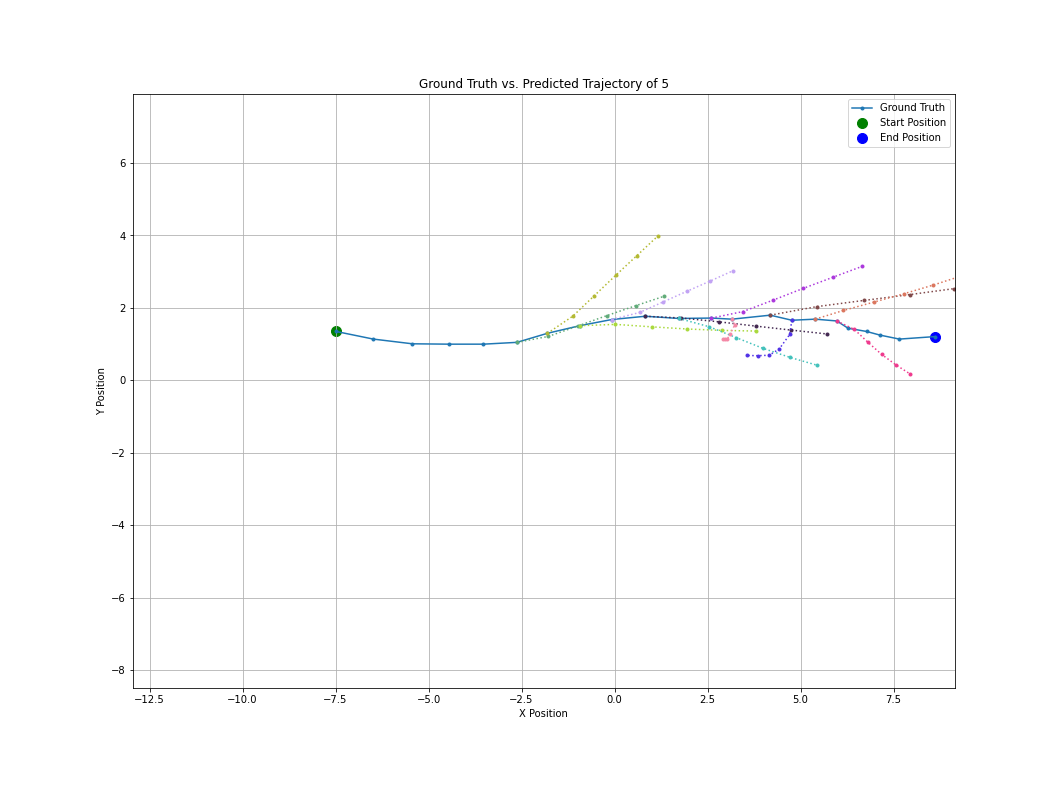 Ground Truth vs. Predicted Trajectory of 5
Ground Truth
Start Position
End Position
Y Position
6
4
2
0
−2
−4
−6
−8
−12.5 −10.0 −7.5 −5.0 −2.5 0.0 2.5 5.0 7.5
X Position